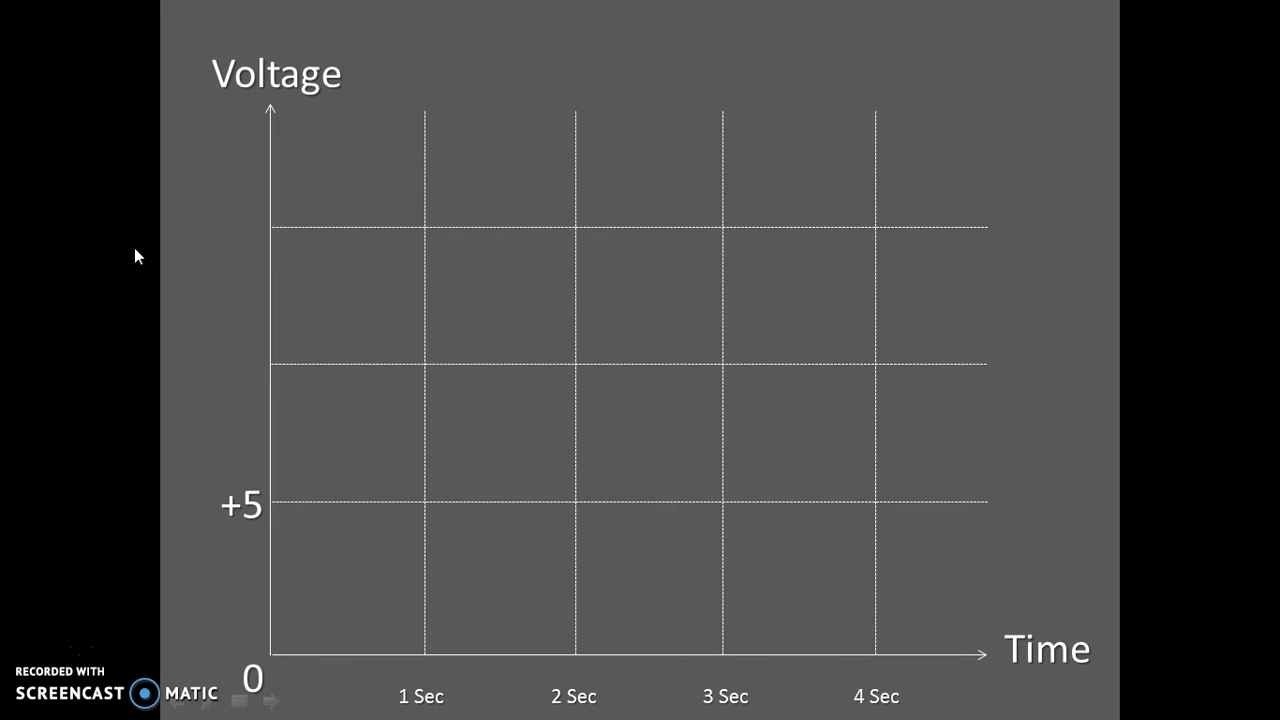 Voltage
+5
0
Time
1 Sec
2 Sec
3 Sec
4 Sec
RECORDED WITH
SCREENCAST MATIC